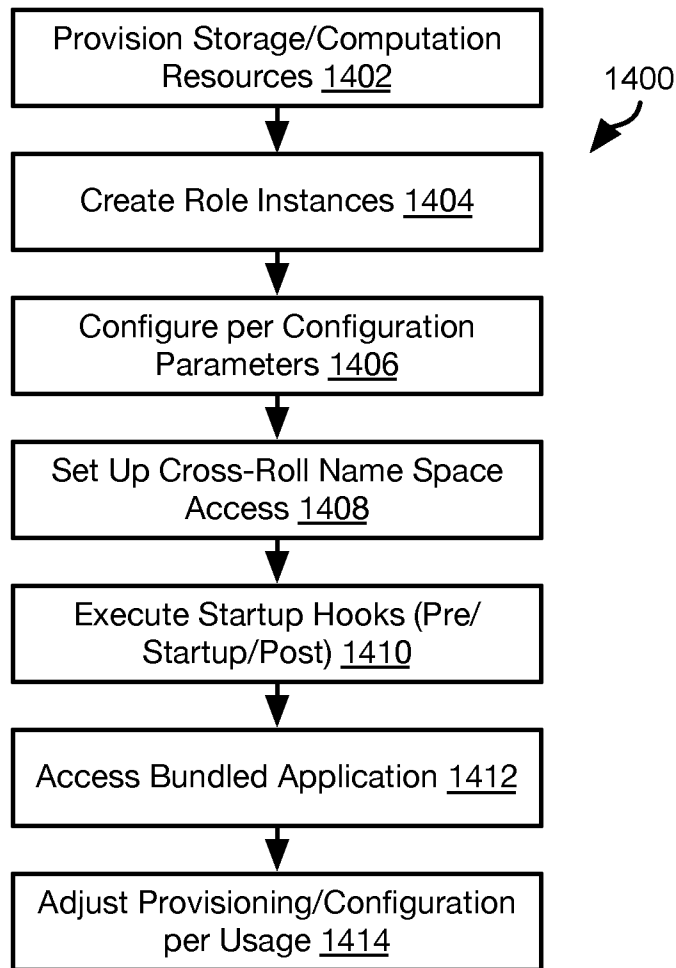 Provision Storage/Computation
Resources 1402
1400
Create Role Instances 1404
Configure per Configuration
Parameters 1406
Set Up Cross-Roll Name Space
Access 1408
Execute Startup Hooks (Pre/
Startup/Post) 1410
Access Bundled Application 1412
Adjust Provisioning/Configuration
per Usage 1414